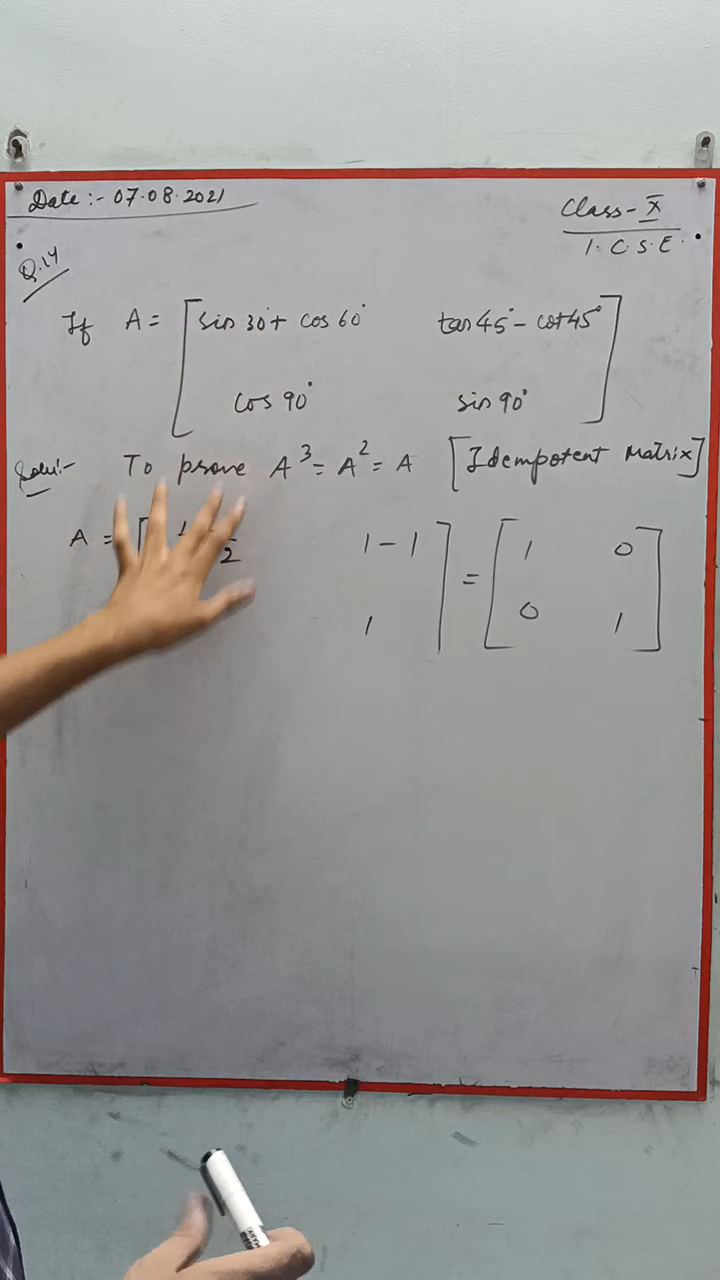 Date:- 07.08.2021
Class- X
I.C.S.E.
Q.14
If A = [ sin 30° + cos 60° tan 45° - cot 45°
cos 90° sin 90° ]
Solu:- To prove A³ = A² = A [Idempotent Matrix]
A = [ 1 2 1 - 1 ] = [ 1 0
1 0 1 ]